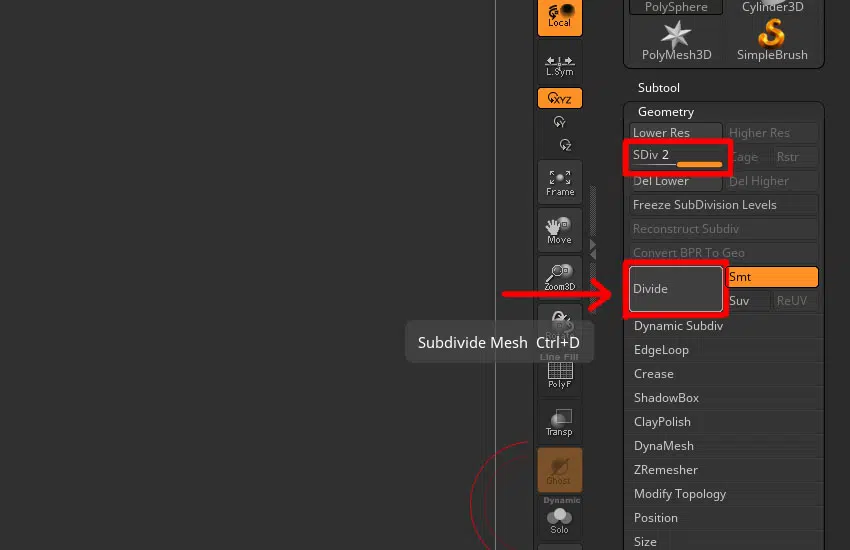 Local
L.Sym
XYZ
Y
Z
Frame
Move
Zoom3D
Line Fill
PolyF
Transp
Ghost
Dynamic
Solo
Subdivide Mesh Ctrl+D
PolySphere Cylinder3D
PolyMesh3D SimpleBrush
Subtool
Geometry
Lower Res Higher Res
SDiv 2 Cage Rstr
Del Lower Del Higher
Freeze SubDivision Levels
Reconstruct Subdiv
Convert BPR To Geo
Divide Smt
Suv ReUV
Dynamic Subdiv
EdgeLoop
Crease
ShadowBox
ClayPolish
DynaMesh
ZRemesher
Modify Topology
Position
Size